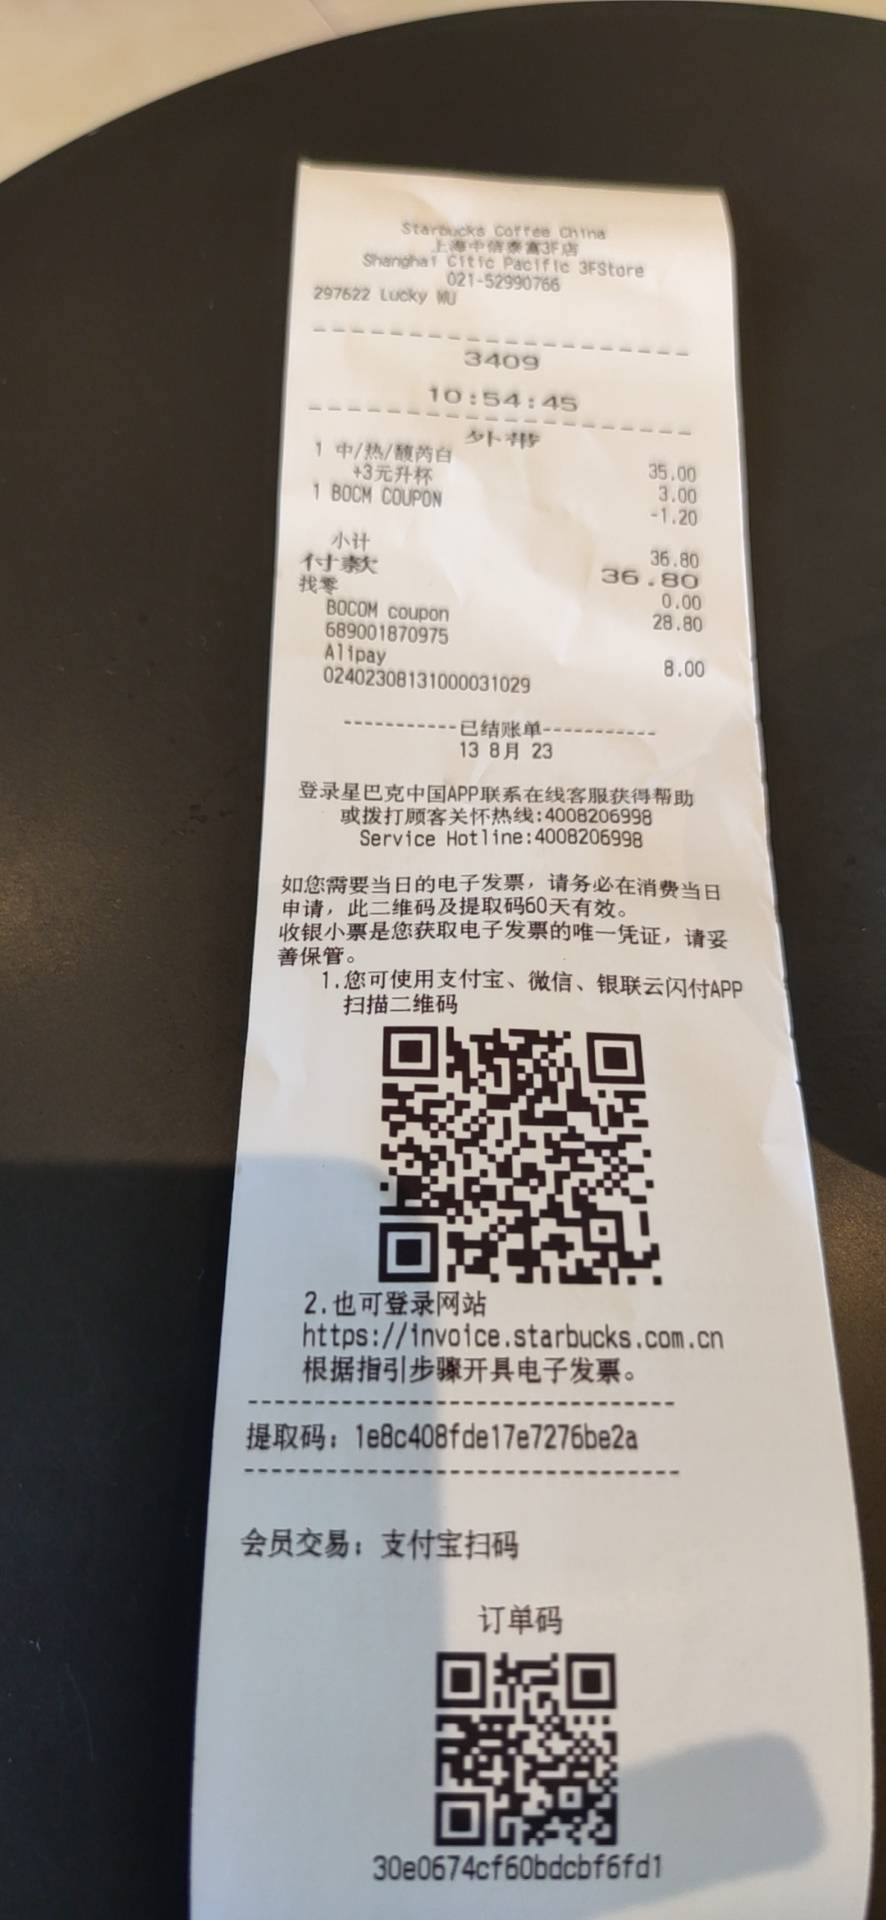 Starbucks Coffee China
上海中信泰富3F店
Shanghai Citic Pacific 3FStore
021-52990766
297622 Lucky WU
3409
10:54:45
外带
1 中/热/馥芮白 35.00
+3元升杯 3.00
1 BOCM COUPON -1.20
小计 36.80
付款 36.80
找零 0.00
BOCOM coupon 28.80
689001870975
Alipay 8.00
02402308131000031029
-----------已结账单-----------
13 8月 23
登录星巴克中国APP联系在线客服获得帮助
或拨打顾客关怀热线:4008206998
Service Hotline:4008206998
如您需要当日的电子发票，请务必在消费当日
申请，此二维码及提取码60天有效。
收银小票是您获取电子发票的唯一凭证，请妥
善保管。
1.您可使用支付宝、微信、银联云闪付APP
扫描二维码
2.也可登录网站
https://invoice.starbucks.com.cn
根据指引步骤开具电子发票。
提取码：1e8c408fde17e7276be2a
会员交易：支付宝扫码
订单码
30e0674cf60bdcbf6fd1